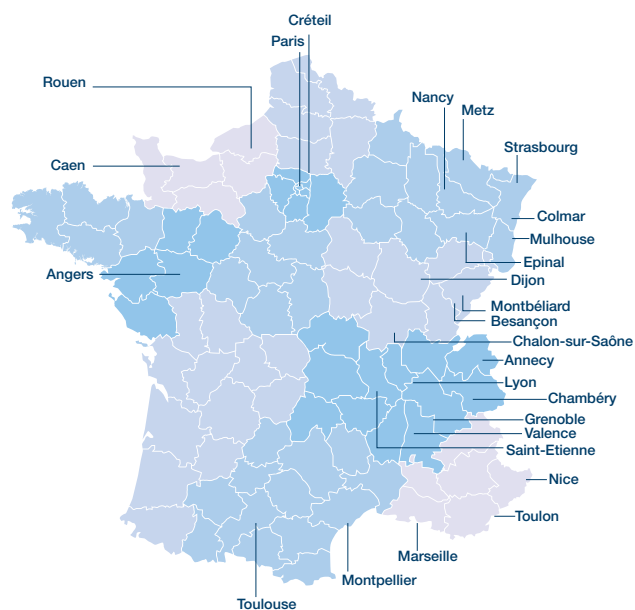 Créteil
Paris
Rouen
Nancy
Metz
Strasbourg
Caen
Colmar
Mulhouse
Epinal
Angers
Dijon
Montbéliard
Besançon
Chalon-sur-Saône
Annecy
Lyon
Chambéry
Grenoble
Valence
Saint-Etienne
Nice
Toulon
Marseille
Montpellier
Toulouse